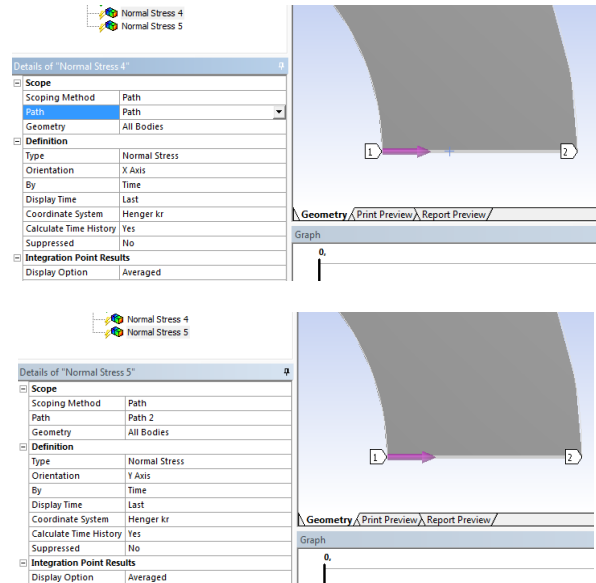 Normal Stress 4
Normal Stress 5
Details of "Normal Stress 4"
Scope
Scoping Method Path
Path Path
Geometry All Bodies
Definition
Type Normal Stress
Orientation X Axis
By Time
Display Time Last
Coordinate System Henger kr
Calculate Time History Yes
Suppressed No
Integration Point Results
Display Option Averaged
1 2
Geometry Print Preview Report Preview
Graph
0,
Normal Stress 4
Normal Stress 5
Details of "Normal Stress 5"
Scope
Scoping Method Path
Path Path 2
Geometry All Bodies
Definition
Type Normal Stress
Orientation Y Axis
By Time
Display Time Last
Coordinate System Henger kr
Calculate Time History Yes
Suppressed No
Integration Point Results
Display Option Averaged
1 2
Geometry Print Preview Report Preview
Graph
0,